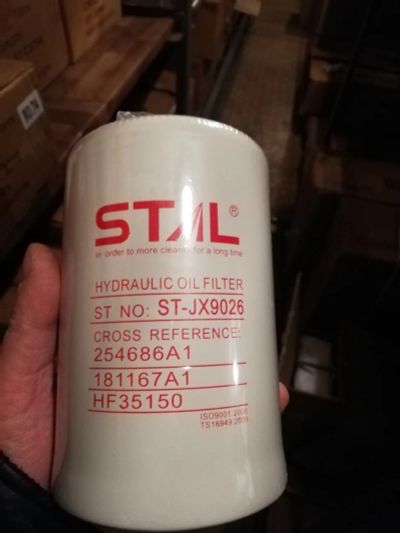 STAL®
In order to more cleaner for a long time
HYDRAULIC OIL FILTER
ST NO: ST-JX9026
CROSS REFERENCE:
254686A1
181167A1
HF35150
ISO9001:2008
TS16949:2009